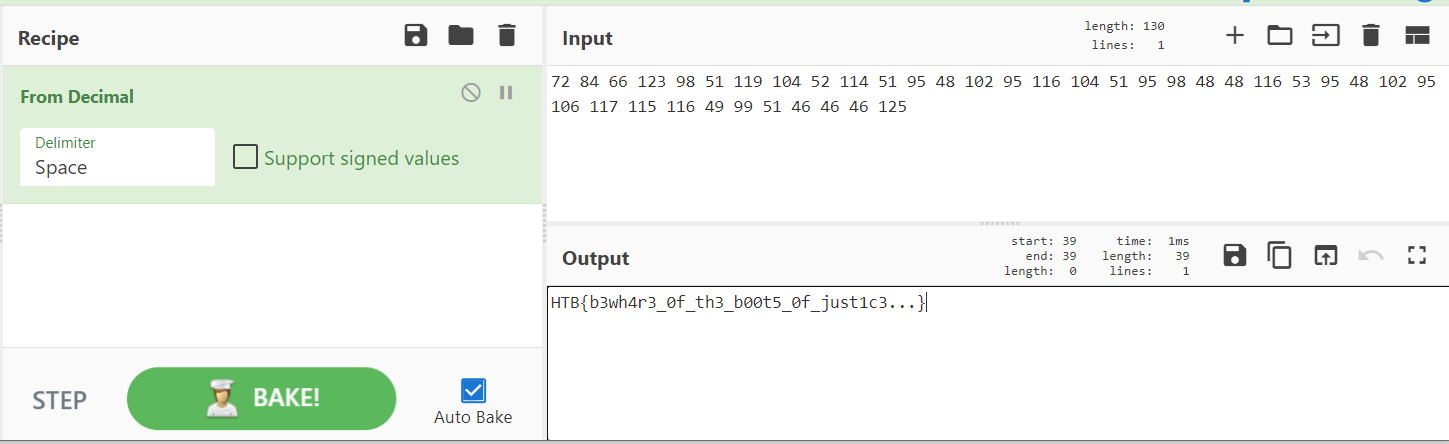 Recipe
From Decimal
Delimiter
Space
Support signed values
STEP
BAKE!
Auto Bake
Input
length: 130
lines: 1
72 84 66 123 98 51 119 104 52 114 51 95 48 102 95 116 104 51 95 98 48 48 116 53 95 48 102 95
106 117 115 116 49 99 51 46 46 46 125
Output
start: 39 time: 1ms
end: 39 length: 39
length: 0 lines: 1
HTB{b3wh4r3_0f_th3_b00t5_0f_just1c3...}